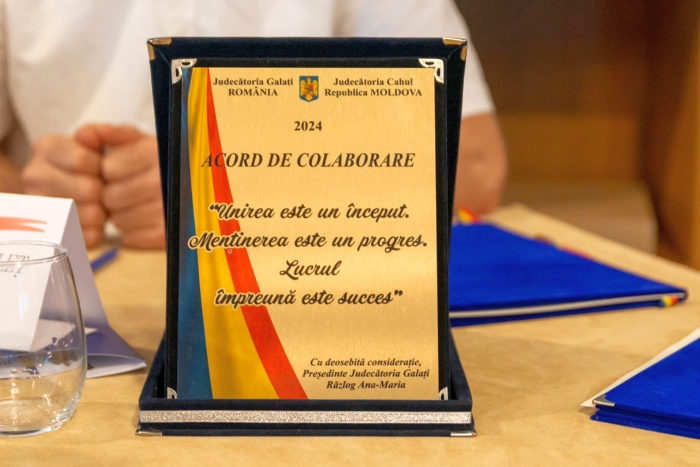 Judecătoria Galați
ROMÂNIA
Judecătoria Cahul
Republica MOLDOVA
2024
ACORD DE COLABORARE
"Unirea este un început.
Menținerea este un progres.
Lucrul
împreună este succes"
Cu deosebită considerație,
Președinte Judecătoria Galați
Răzlog Ana-Maria